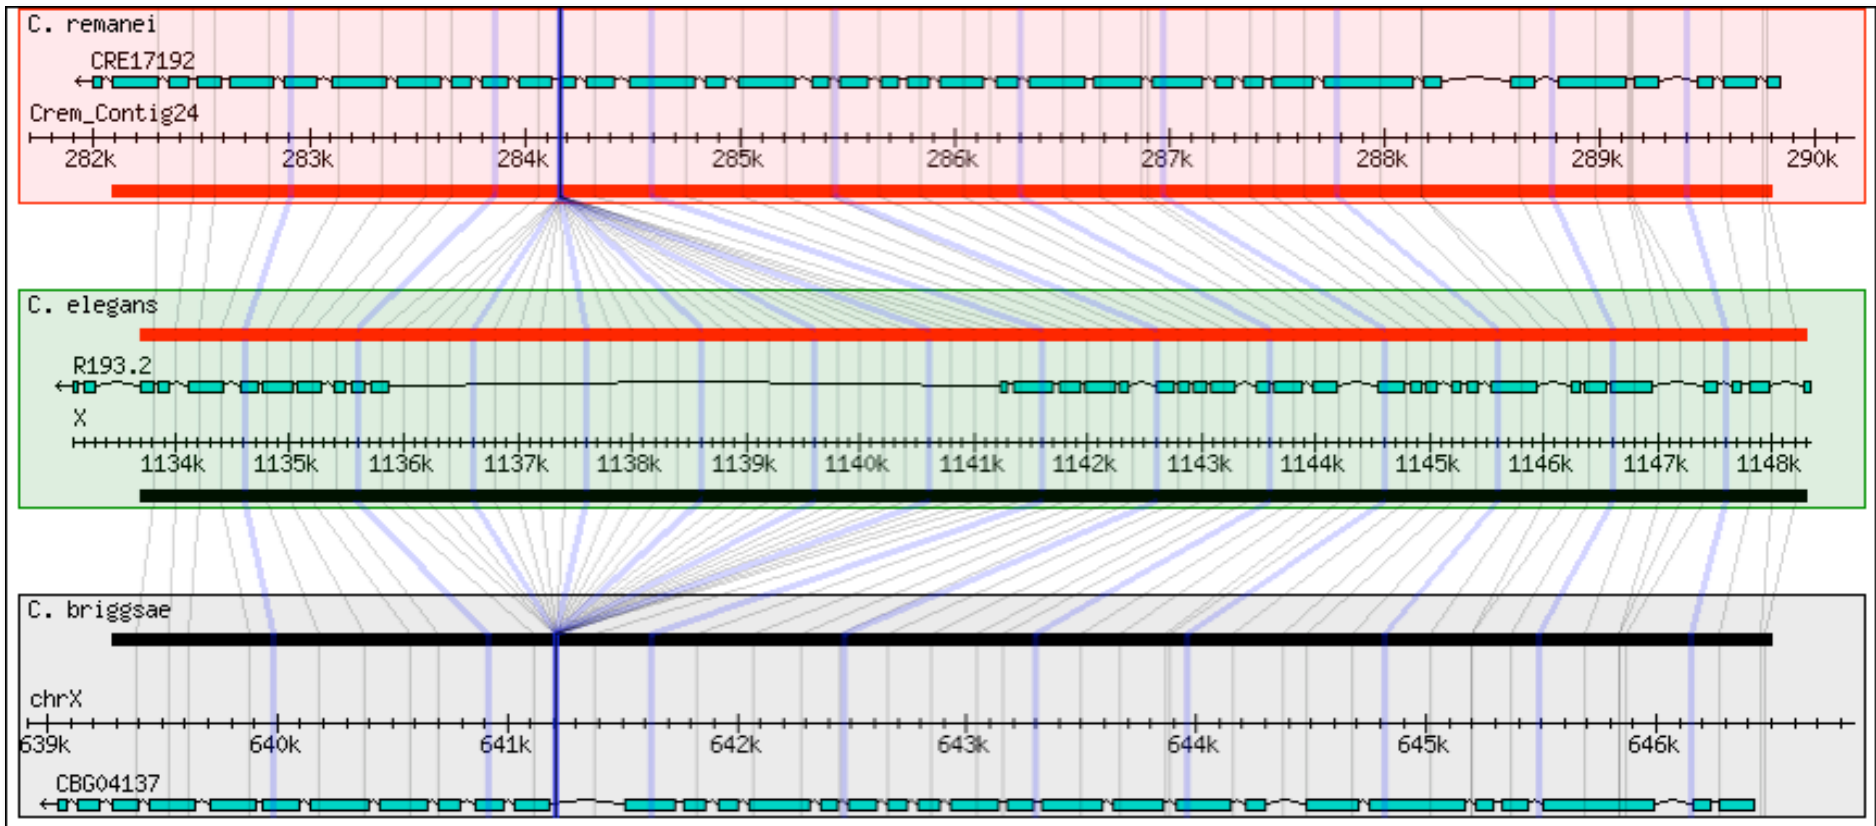 C. remanei
CRE17192
Crem_Contig24
282k 283k 284k 285k 286k 287k 288k 289k 290k
C. elegans
R193.2
X
1134k 1135k 1136k 1137k 1138k 1139k 1140k 1141k 1142k 1143k 1144k 1145k 1146k 1147k 1148k
C. briggsae
chrX
639k 640k 641k 642k 643k 644k 645k 646k
CBG04137